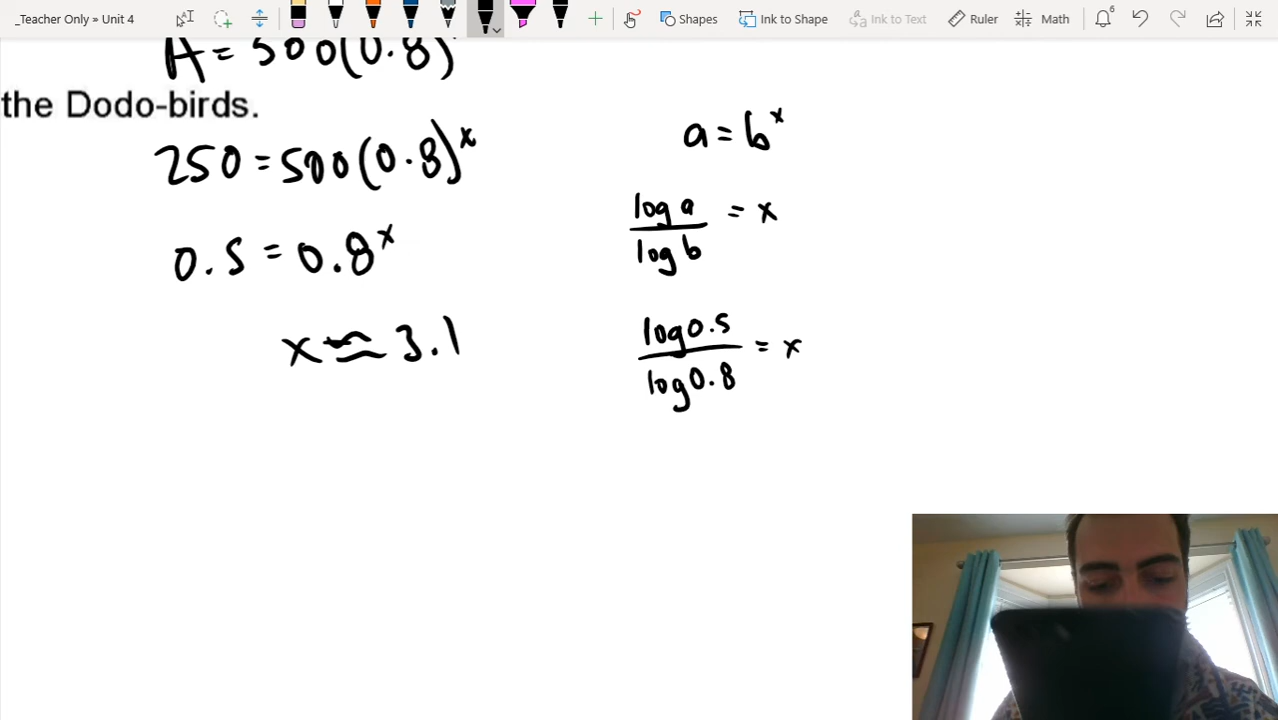 _Teacher Only » Unit 4
Shapes
Ink to Shape
Ink to Text
Ruler
Math
6
A = 500(0.8)
the Dodo-birds.
250 = 500(0.8)^x
0.5 = 0.8^x
x ≈ 3.1
a = b^x
log a
log b
= x
log 0.5
log 0.8
= x